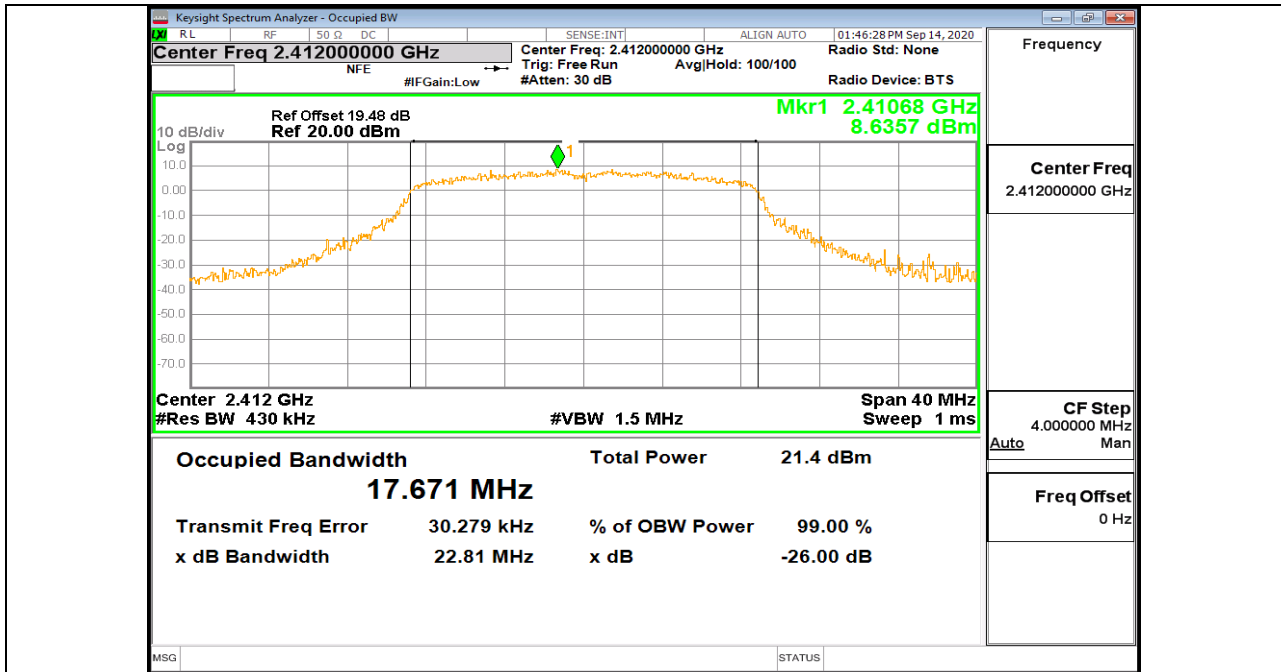 Keysight Spectrum Analyzer - Occupied BW
LXI RL RF 50 Ω DC SENSE:INT ALIGN AUTO 01:46:28 PM Sep 14, 2020
Center Freq 2.412000000 GHz Center Freq: 2.412000000 GHz Radio Std: None Frequency
NFE Trig: Free Run Avg|Hold: 100/100
#IFGain:Low #Atten: 30 dB Radio Device: BTS
Ref Offset 19.48 dB Mkr1 2.41068 GHz
10 dB/div Ref 20.00 dBm 8.6357 dBm
Log
1
10.0
0.00
-10.0
-20.0
-30.0
-40.0
-50.0
-60.0
-70.0
Center 2.412 GHz Span 40 MHz
#Res BW 430 kHz #VBW 1.5 MHz Sweep 1 ms
Occupied Bandwidth Total Power 21.4 dBm
17.671 MHz
Transmit Freq Error 30.279 kHz % of OBW Power 99.00 %
x dB Bandwidth 22.81 MHz x dB -26.00 dB
Center Freq
2.412000000 GHz
CF Step
4.000000 MHz
Auto Man
Freq Offset
0 Hz
MSG STATUS